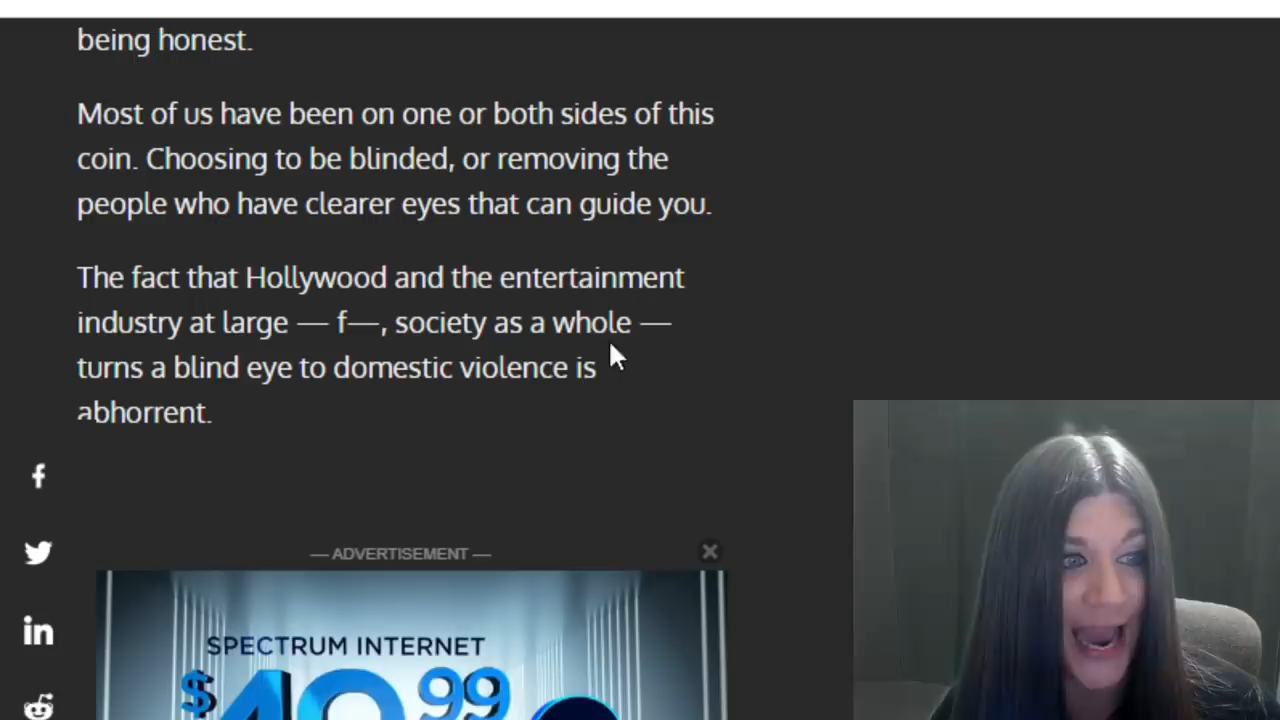 being honest.
Most of us have been on one or both sides of this
coin. Choosing to be blinded, or removing the
people who have clearer eyes that can guide you.
The fact that Hollywood and the entertainment
industry at large — f—, society as a whole —
turns a blind eye to domestic violence is
abhorrent.
— ADVERTISEMENT —
SPECTRUM INTERNET
$49.99